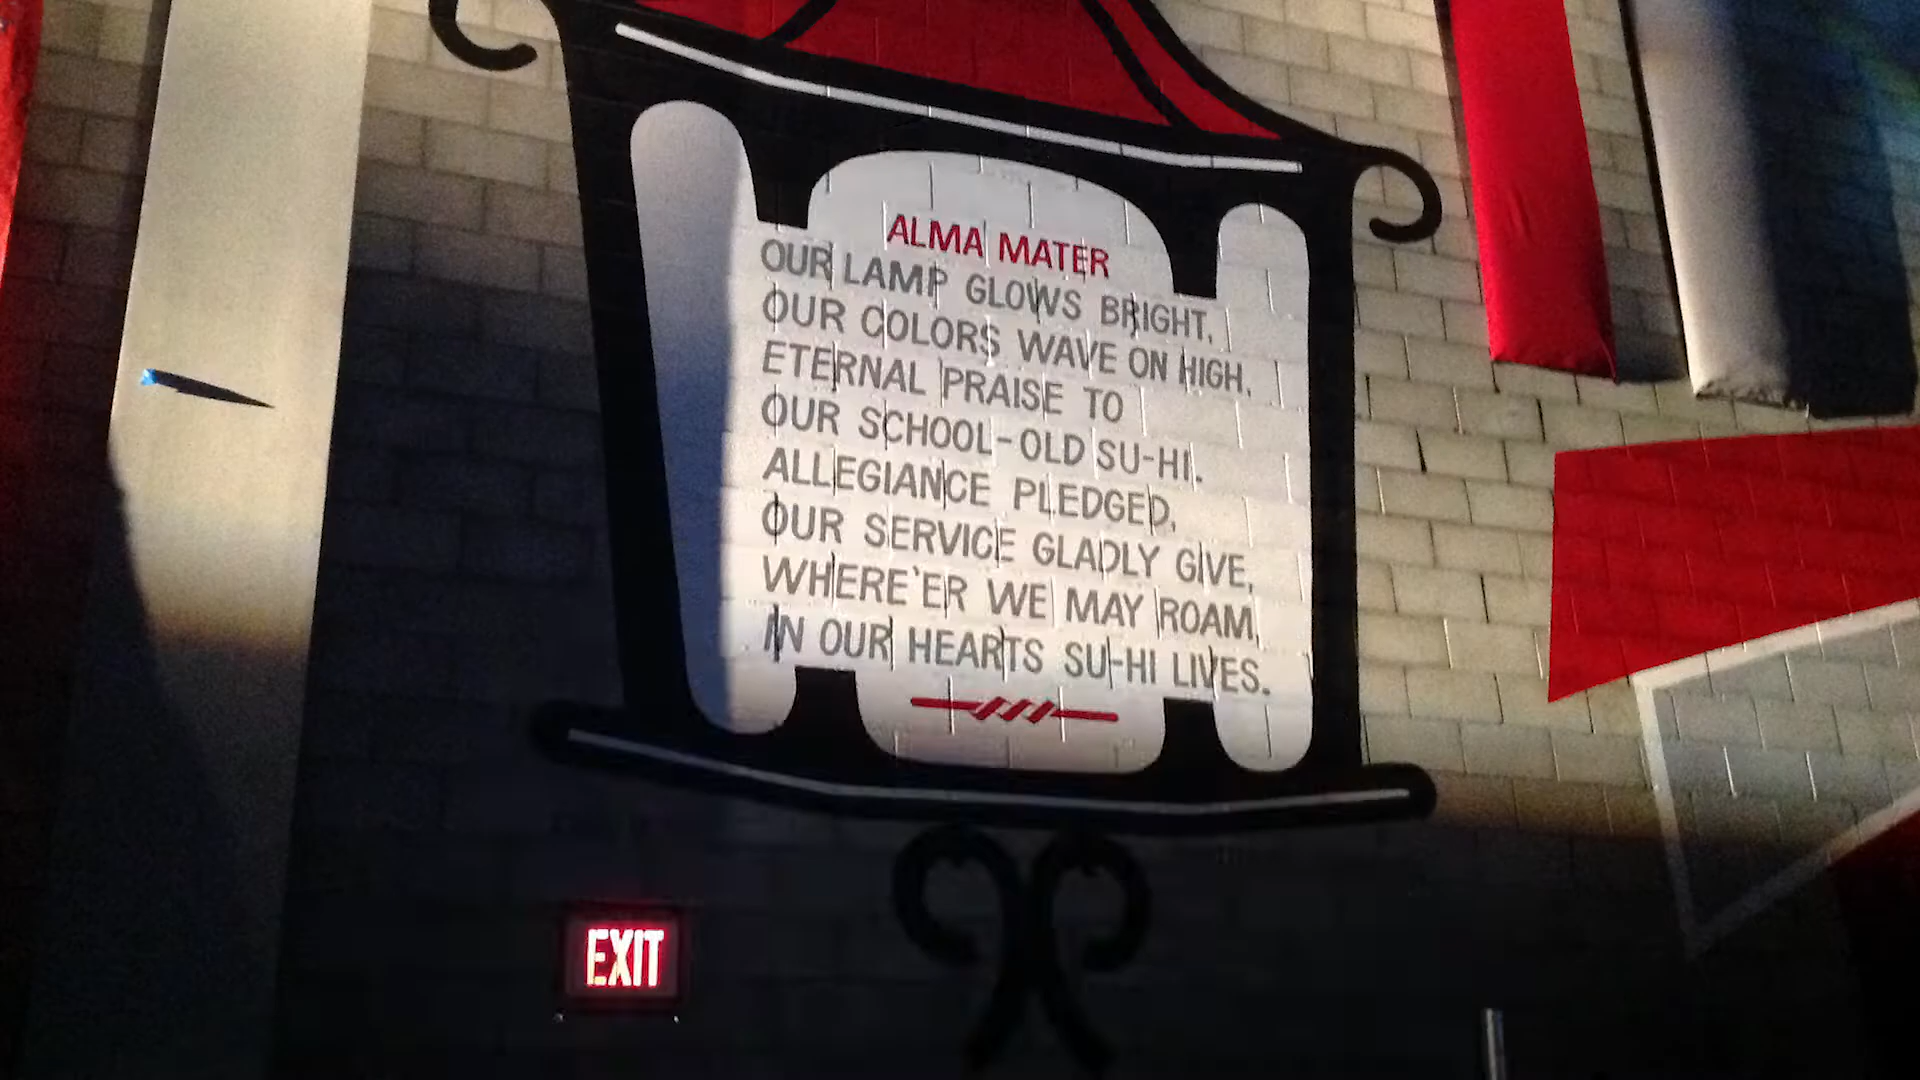 ALMA MATER
OUR LAMP GLOWS BRIGHT,
OUR COLORS WAVE ON HIGH,
ETERNAL PRAISE TO
OUR SCHOOL-OLD SU-HI.
ALLEGIANCE PLEDGED,
OUR SERVICE GLADLY GIVE,
WHERE'ER WE MAY ROAM,
IN OUR HEARTS SU-HI LIVES.
EXIT